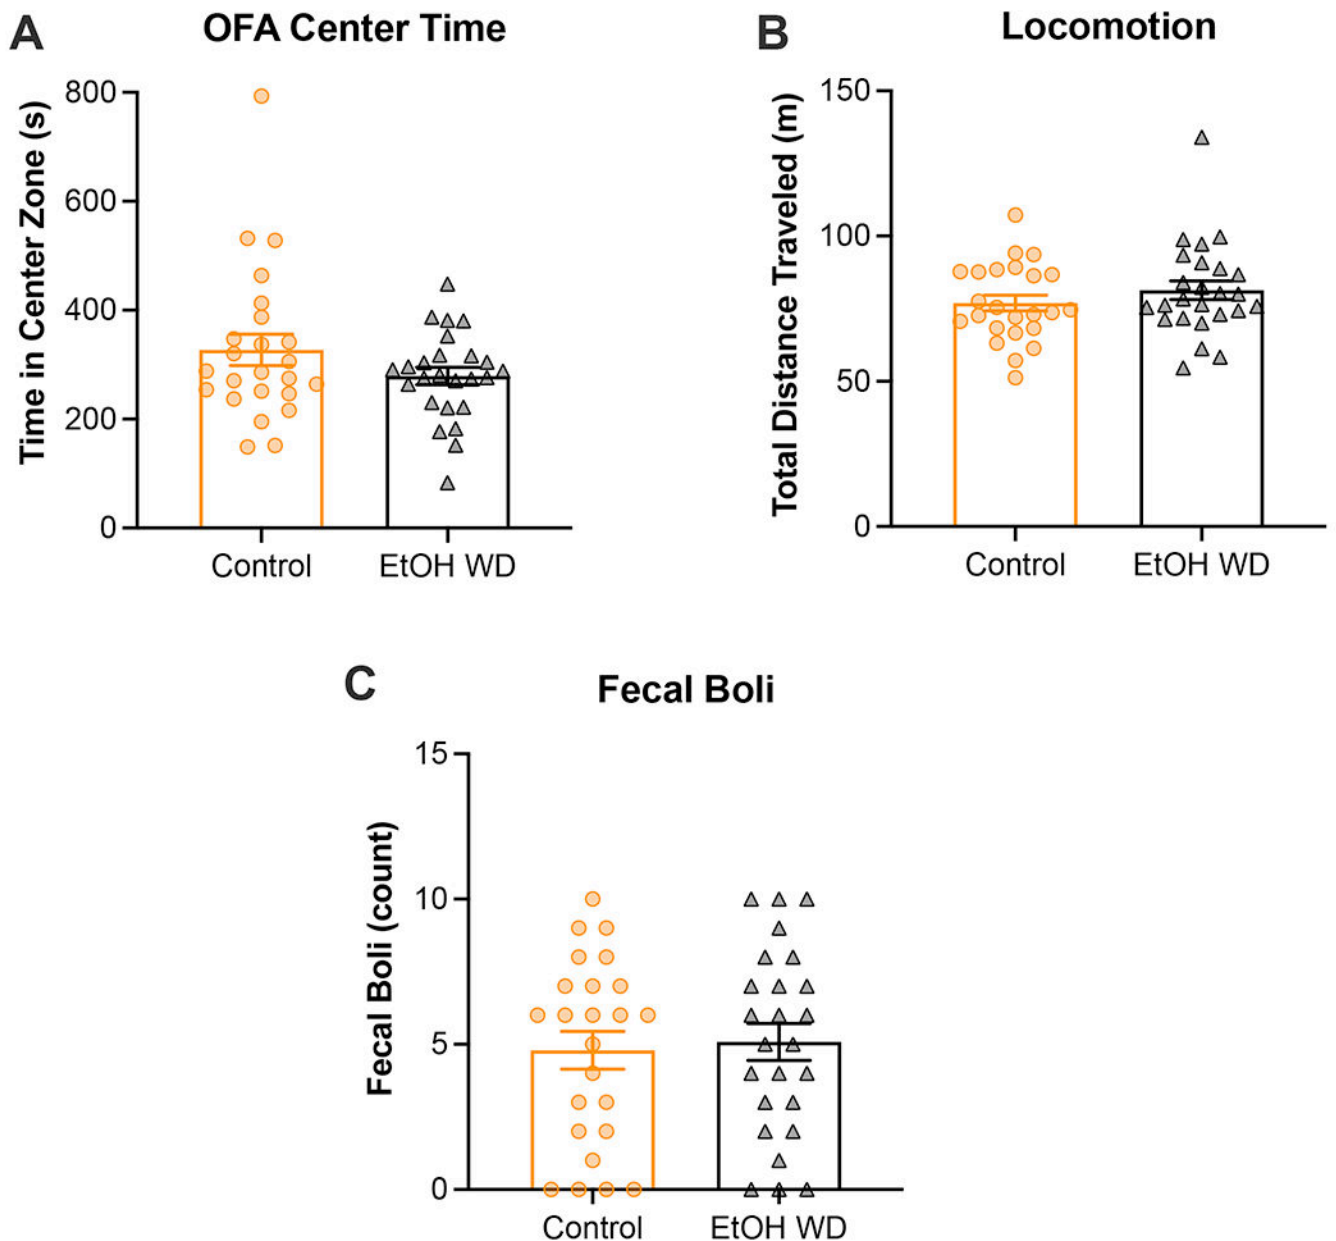 A
OFA Center Time
Time in Center Zone (s)
800
600
400
200
0
Control
EtOH WD
B
Locomotion
Total Distance Traveled (m)
150
100
50
0
Control
EtOH WD
C
Fecal Boli
Fecal Boli (count)
15
10
5
0
Control
EtOH WD